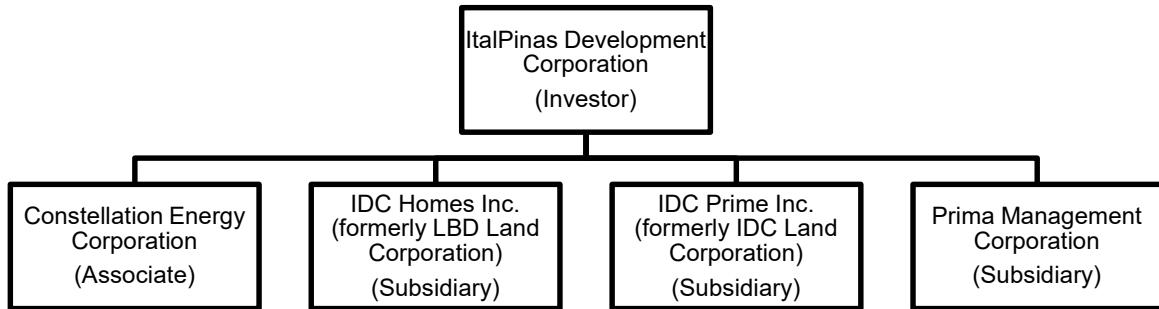 ItalPinas Development
Corporation
(Investor)
Constellation Energy
Corporation
(Associate)
IDC Homes Inc.
(formerly LBD Land
Corporation)
(Subsidiary)
IDC Prime Inc.
(formerly IDC Land
Corporation)
(Subsidiary)
Prima Management
Corporation
(Subsidiary)